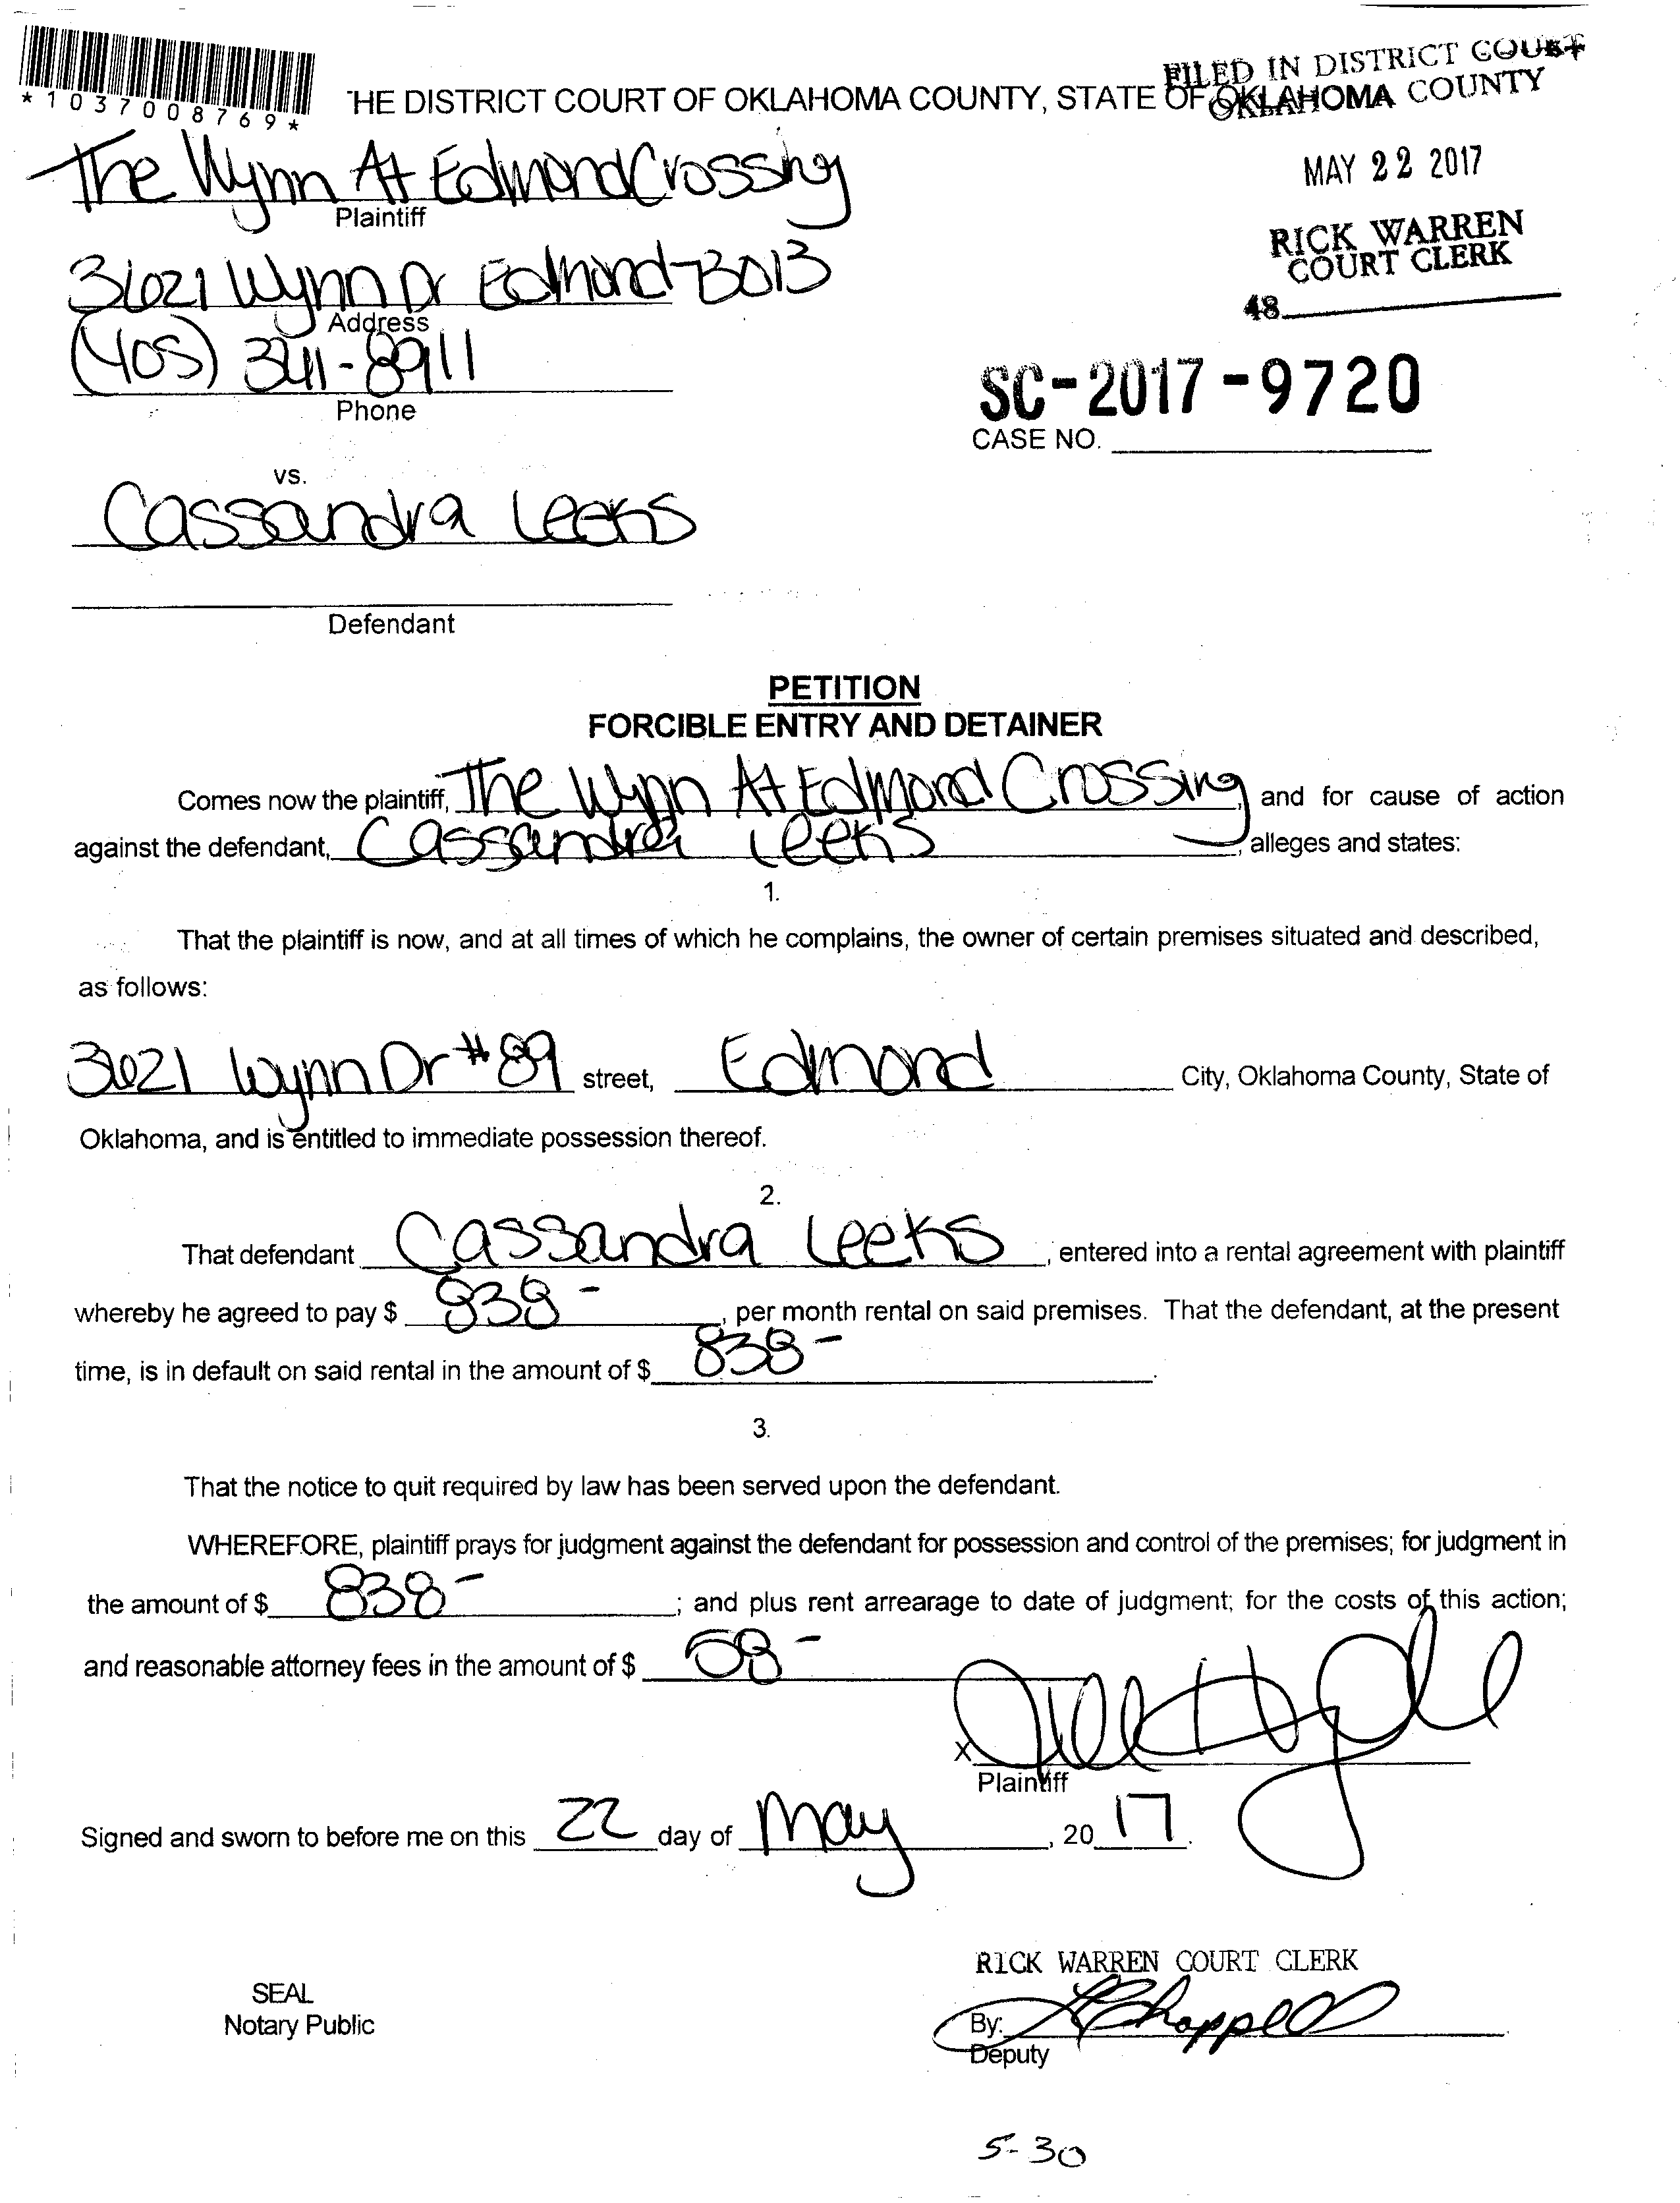 *1037008769*
THE DISTRICT COURT OF OKLAHOMA COUNTY, STATE OF OKLAHOMA
FILED IN DISTRICT COURT
OKLAHOMA COUNTY
MAY 22 2017
RICK WARREN
COURT CLERK
48
The Wynn At Edmond Crossing
Plaintiff
3621 Wynn Dr Edmond 73013
Address
(405) 341-8911
Phone
SC-2017-9720
CASE NO.
vs.
Cassandra Leeks
Defendant
PETITION
FORCIBLE ENTRY AND DETAINER
Comes now the plaintiff, The Wynn At Edmond Crossing, and for cause of action
against the defendant, Cassandra Leeks, alleges and states:
1.
That the plaintiff is now, and at all times of which he complains, the owner of certain premises situated and described,
as follows:
3621 Wynn Dr #89 street, Edmond City, Oklahoma County, State of
Oklahoma, and is entitled to immediate possession thereof.
2.
That defendant Cassandra Leeks, entered into a rental agreement with plaintiff
whereby he agreed to pay $ 838-, per month rental on said premises. That the defendant, at the present
time, is in default on said rental in the amount of $ 838-.
3.
That the notice to quit required by law has been served upon the defendant.
WHEREFORE, plaintiff prays for judgment against the defendant for possession and control of the premises; for judgment in
the amount of $ 838-; and plus rent arrearage to date of judgment; for the costs of this action;
and reasonable attorney fees in the amount of $ 58-
X
Plaintiff
Signed and sworn to before me on this 22 day of May, 2017.
RICK WARREN COURT CLERK
SEAL
Notary Public
By: Chappell
Deputy
5-30